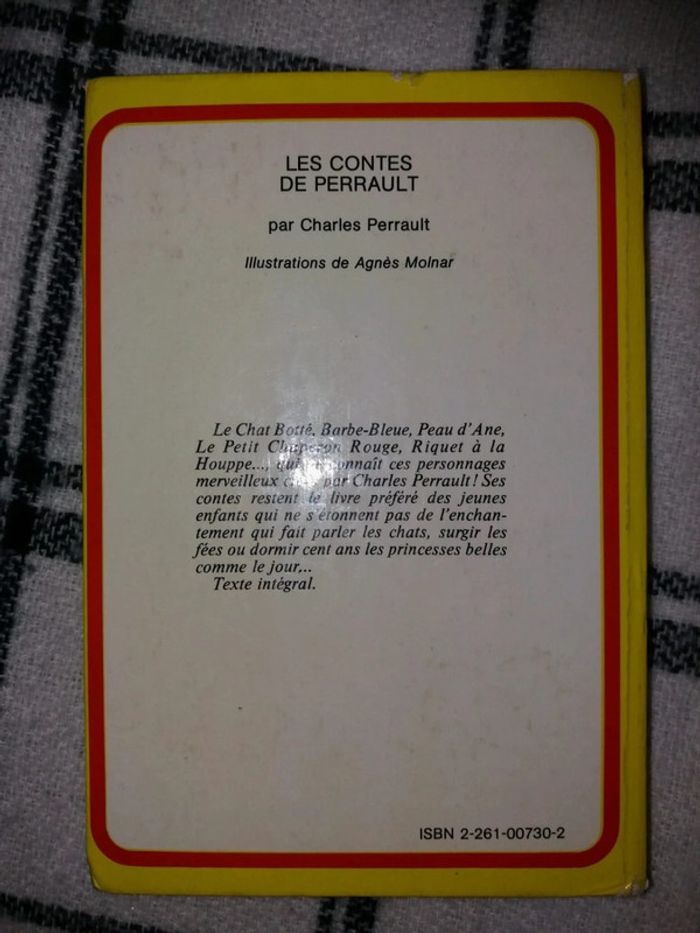 LES CONTES
DE PERRAULT
par Charles Perrault
Illustrations de Agnès Molnar
Le Chat Botté, Barbe-Bleue, Peau d'Ane,
Le Petit Chaperon Rouge, Riquet à la
Houppe..., qui connaît ces personnages
merveilleux par Charles Perrault! Ses
contes restent le livre préféré des jeunes
enfants qui ne s'étonnent pas de l'enchan-
tement qui fait parler les chats, surgir les
fées ou dormir cent ans les princesses belles
comme le jour...
Texte intégral.
ISBN 2-261-00730-2